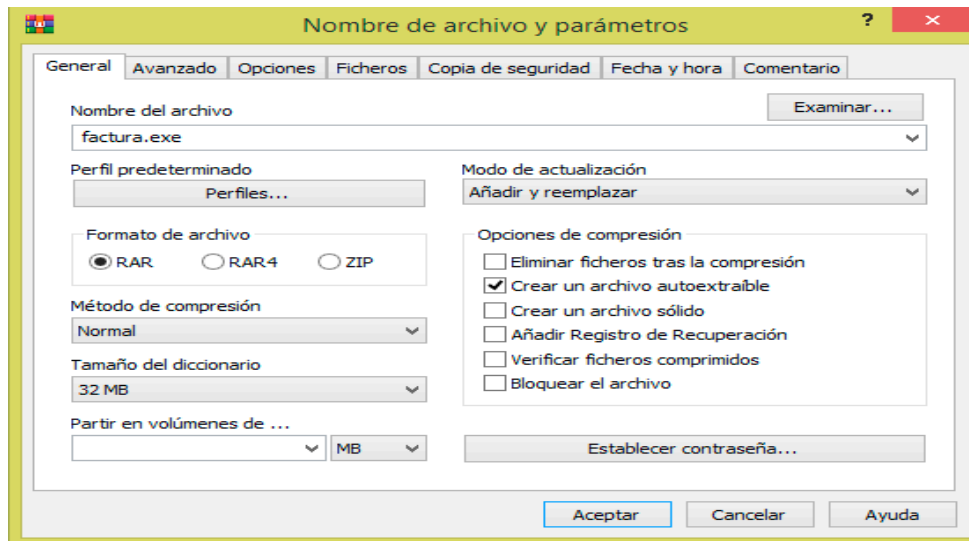 Nombre de archivo y parámetros
?
General Avanzado Opciones Ficheros Copia de seguridad Fecha y hora Comentario
Nombre del archivo
Examinar...
factura.exe
Perfil predeterminado
Perfiles...
Modo de actualización
Añadir y reemplazar
Formato de archivo
RAR RAR4 ZIP
Método de compresión
Normal
Tamaño del diccionario
32 MB
Partir en volúmenes de ...
MB
Opciones de compresión
Eliminar ficheros tras la compresión
Crear un archivo autoextraíble
Crear un archivo sólido
Añadir Registro de Recuperación
Verificar ficheros comprimidos
Bloquear el archivo
Establecer contraseña...
Aceptar Cancelar Ayuda